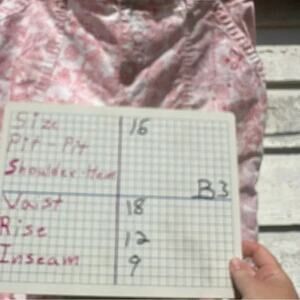 Size 16
Pit-Pit
Shoulder-Hem
B3
Waist 18
Rise 12
Inseam 9